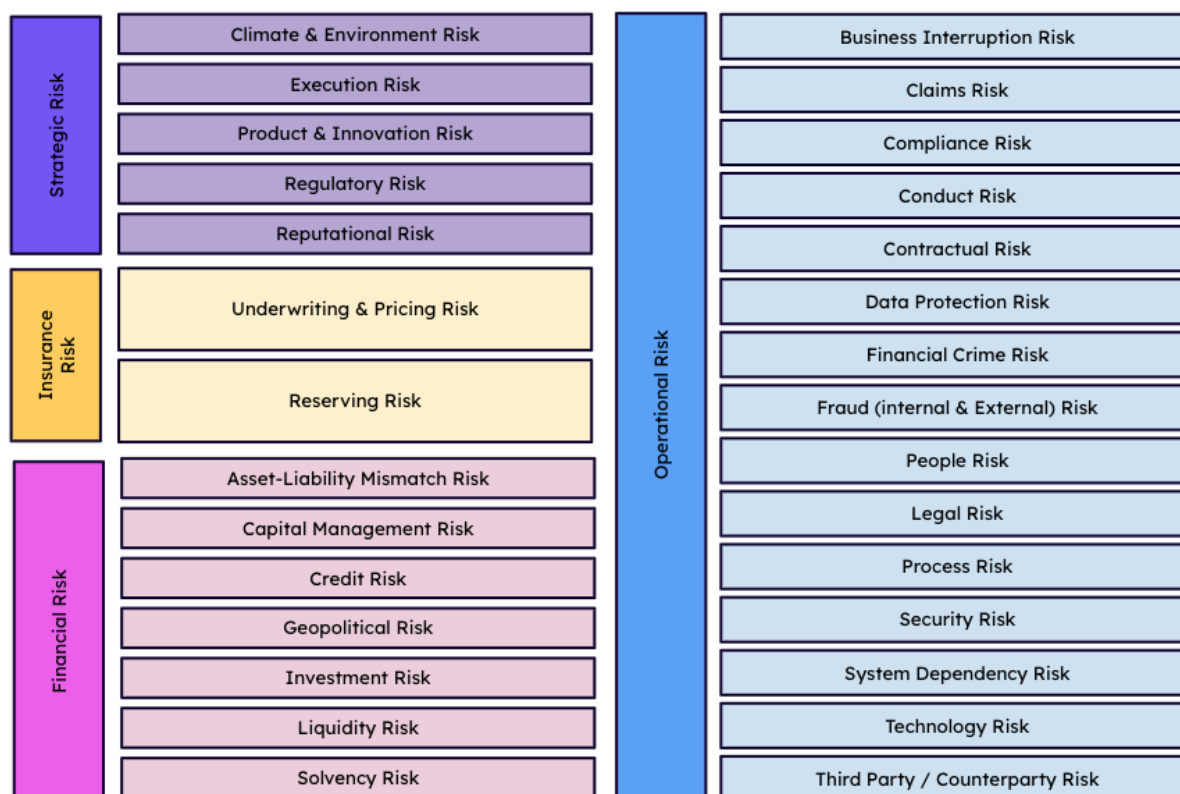 Strategic Risk
Climate & Environment Risk
Execution Risk
Product & Innovation Risk
Regulatory Risk
Reputational Risk
Insurance
Risk
Underwriting & Pricing Risk
Reserving Risk
Financial Risk
Asset-Liability Mismatch Risk
Capital Management Risk
Credit Risk
Geopolitical Risk
Investment Risk
Liquidity Risk
Solvency Risk
Operational Risk
Business Interruption Risk
Claims Risk
Compliance Risk
Conduct Risk
Contractual Risk
Data Protection Risk
Financial Crime Risk
Fraud (internal & External) Risk
People Risk
Legal Risk
Process Risk
Security Risk
System Dependency Risk
Technology Risk
Third Party / Counterparty Risk